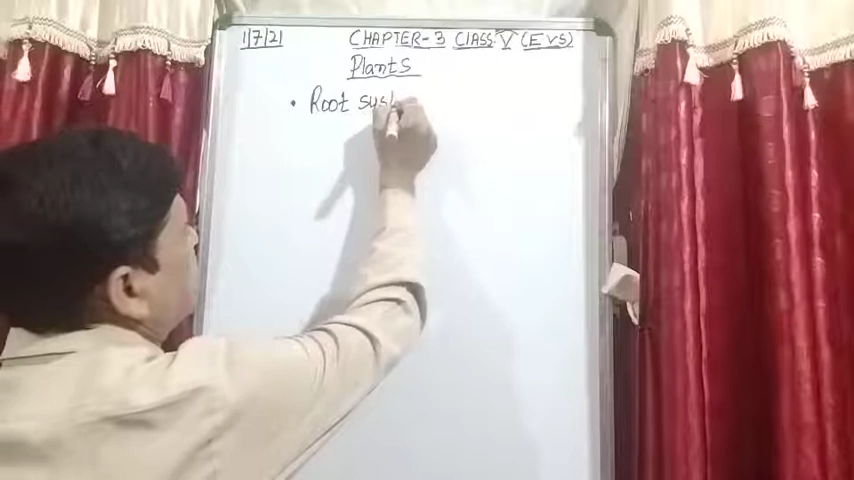 1/7/21
CHAPTER-3 CLASS-V (EVS)
Plants
• Root sys